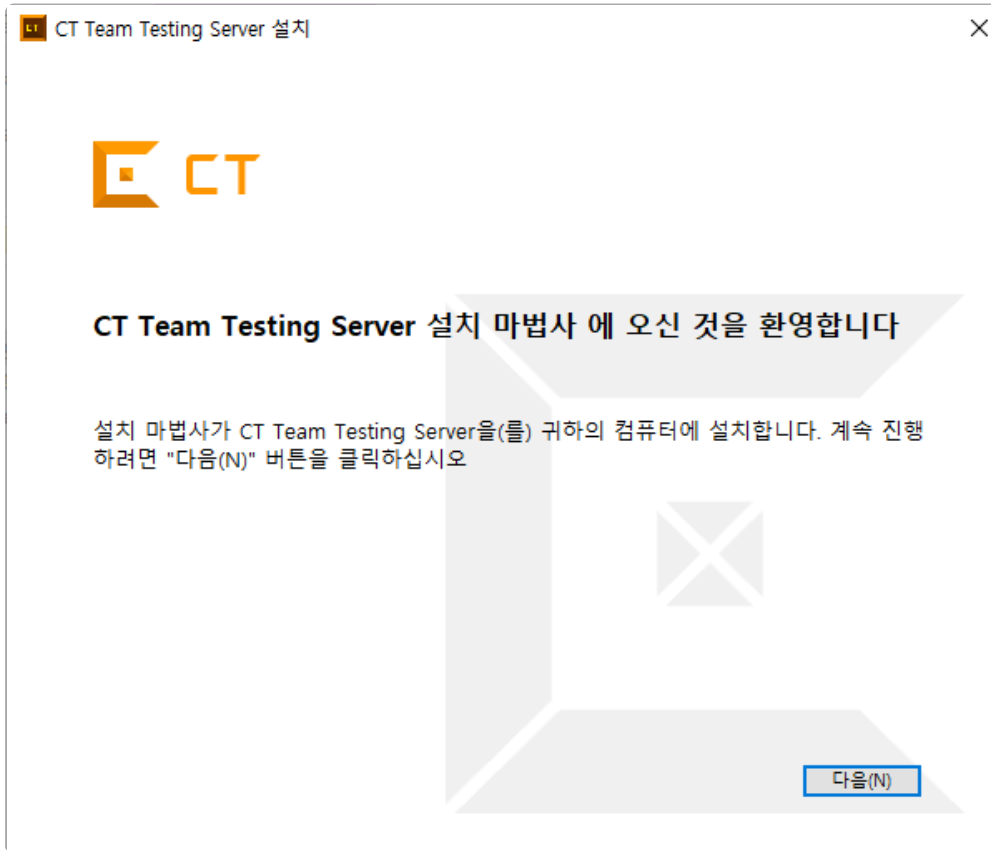 CT Team Testing Server 설치
CT
CT Team Testing Server 설치 마법사 에 오신 것을 환영합니다
설치 마법사가 CT Team Testing Server을(를) 귀하의 컴퓨터에 설치합니다. 계속 진행
하려면 "다음(N)" 버튼을 클릭하십시오
다음(N)